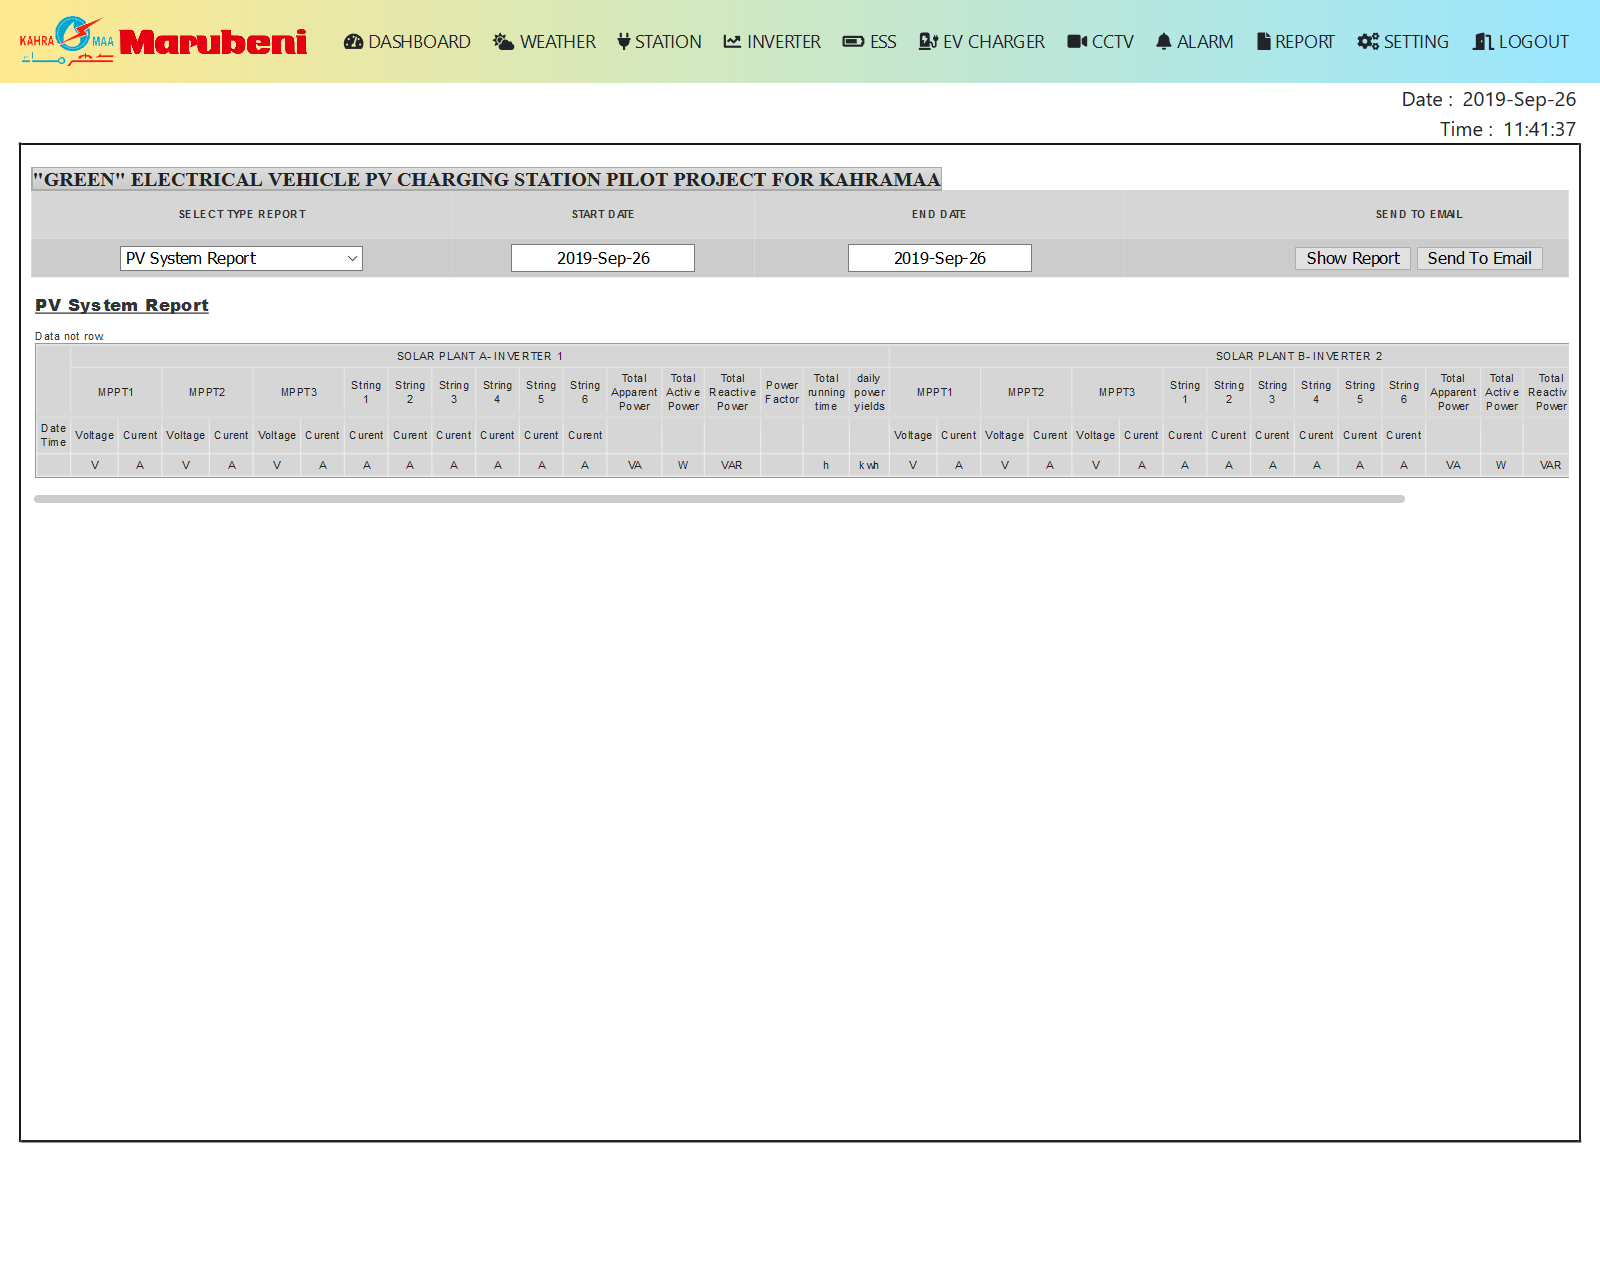 KAHRA MAA Marubeni DASHBOARD WEATHER STATION INVERTER ESS EV CHARGER CCTV ALARM REPORT SETTING LOGOUT
Date : 2019-Sep-26
Time : 11:41:37
"GREEN" ELECTRICAL VEHICLE PV CHARGING STATION PILOT PROJECT FOR KAHRAMAA
SELECT TYPE REPORT START DATE END DATE SEND TO EMAIL
PV System Report 2019-Sep-26 2019-Sep-26 Show Report Send To Email
PV System Report
Data not row.
SOLAR PLANT A-INVERTER 1 SOLAR PLANT B-INVERTER 2
MPPT1 MPPT2 MPPT3 String 1 String 2 String 3 String 4 String 5 String 6 Total Apparent Power Total Active Power Total Reactive Power Power Factor Total running time daily power yields MPPT1 MPPT2 MPPT3 String 1 String 2 String 3 String 4 String 5 String 6 Total Apparent Power Total Active Power Total Reactiv Power
Date Time Voltage Curent Voltage Curent Voltage Curent Curent Curent Curent Curent Curent Curent Voltage Curent Voltage Curent Voltage Curent Curent Curent Curent Curent Curent Curent
V A V A V A A A A A A A VA W VAR h kwh V A V A V A A A A A A A VA W VAR